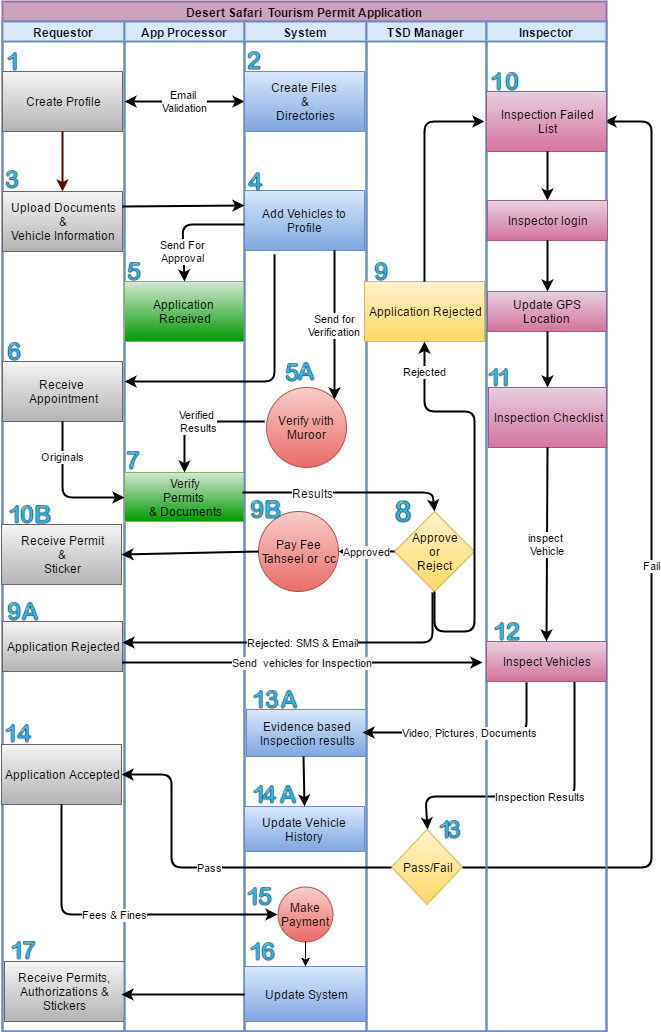 Desert Safari Tourism Permit Application
Requestor
App Processor
System
TSD Manager
Inspector
1
Create Profile
Email
Validation
2
Create Files
&
Directories
10
Inspection Failed
List
3
Upload Documents
&
Vehicle Information
4
Add Vehicles to
Profile
Inspector login
Send For
Approval
5
Application
Received
9
Application Rejected
Update GPS
Location
Send for
Verification
6
Receive
Appointment
5A
Verify with
Muroor
Rejected
11
Inspection Checklist
Verified
Results
Originals
7
Verify
Permits
& Documents
Results
8
Approve
or
Reject
9B
Pay Fee
Tahseel or cc
Approved
10B
Receive Permit
&
Sticker
inspect
Vehicle
Fail
9A
Application Rejected
Rejected: SMS & Email
Send vehicles for Inspection
12
Inspect Vehicles
13A
Evidence based
Inspection results
Video, Pictures, Documents
14
Application Accepted
14 A
Update Vehicle
History
Inspection Results
13
Pass/Fail
Pass
15
Make
Payment
Fees & Fines
16
Update System
17
Receive Permits,
Authorizations &
Stickers